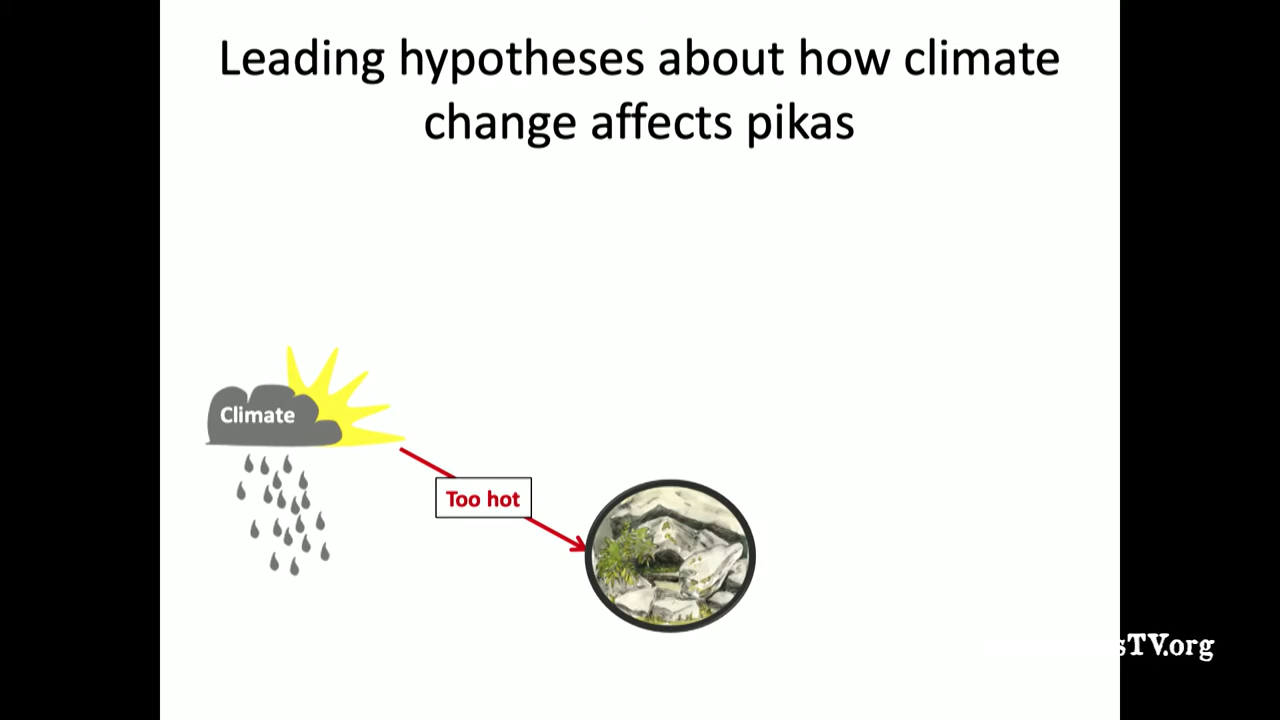 Leading hypotheses about how climate
change affects pikas
Climate
Too hot
sTV.org